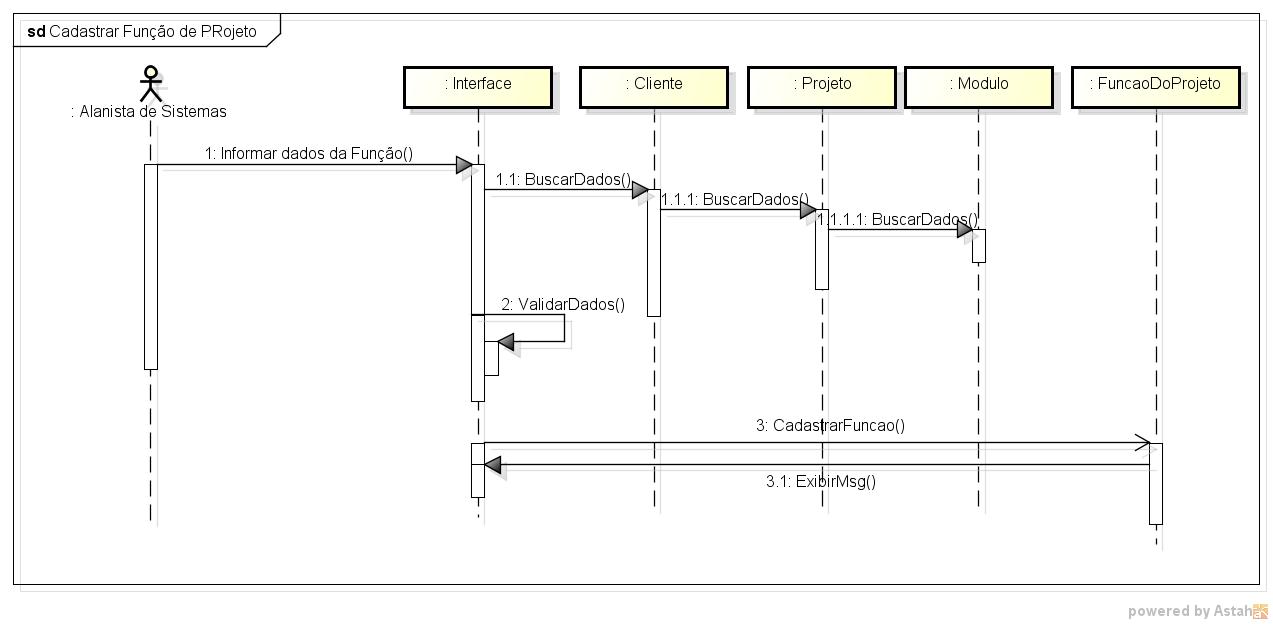 sd Cadastrar Função de PRojeto
: Alanista de Sistemas
: Interface
: Cliente
: Projeto
: Modulo
: FuncaoDoProjeto
1: Informar dados da Função()
1.1: BuscarDados()
1.1.1: BuscarDados()
1.1.1.1: BuscarDados()
2: ValidarDados()
3: CadastrarFuncao()
3.1: ExibirMsg()
powered by Astah